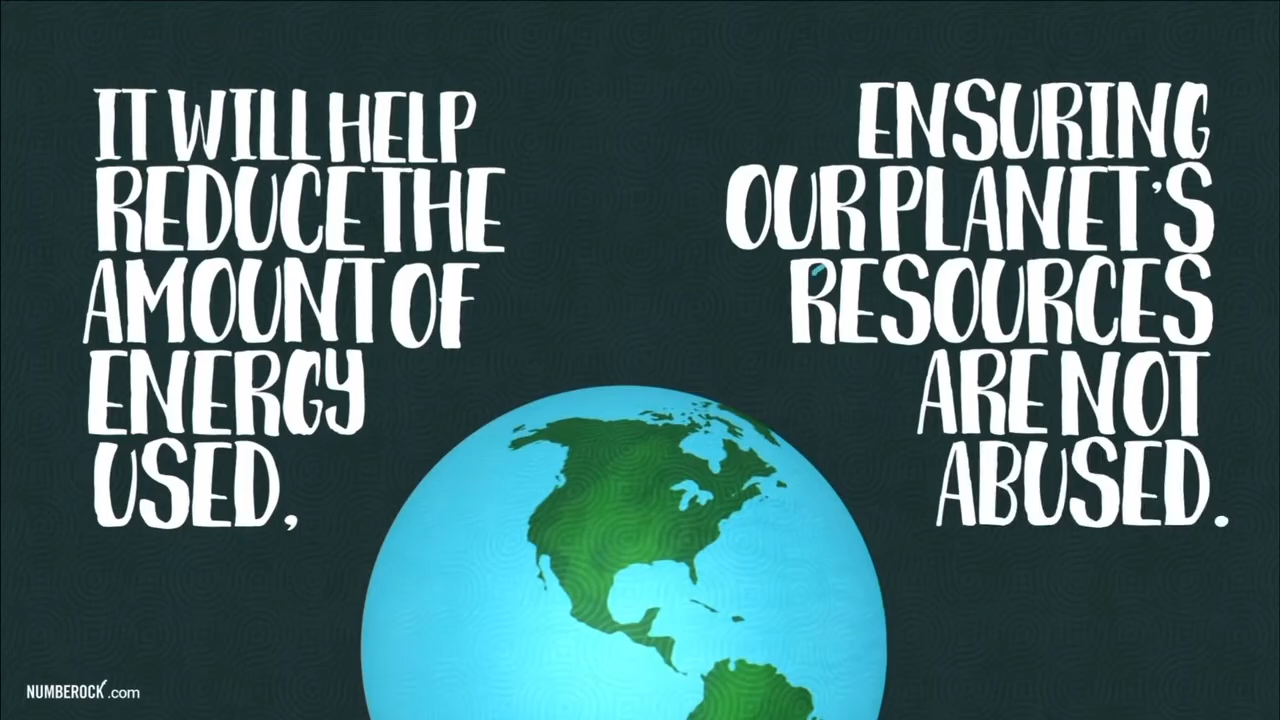 IT WILL HELP
REDUCE THE
AMOUNT OF
ENERGY
USED,
ENSURING
OUR PLANET'S
RESOURCES
ARE NOT
ABUSED.
NUMBEROCK.com